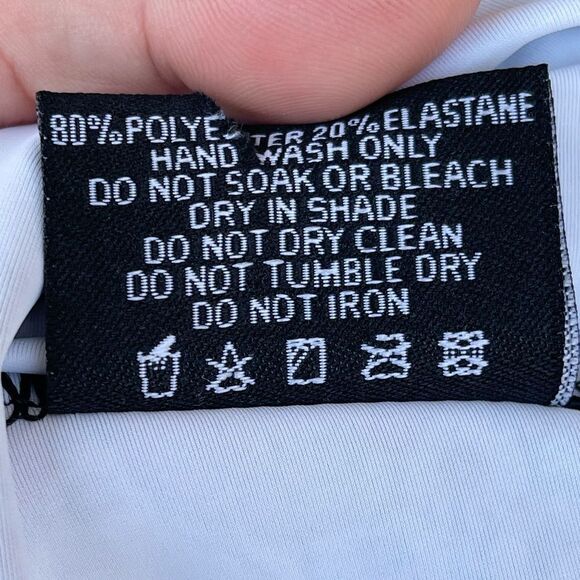 80%POLYESTER 20%ELASTANE
HAND WASH ONLY
DO NOT SOAK OR BLEACH
DRY IN SHADE
DO NOT DRY CLEAN
DO NOT TUMBLE DRY
DO NOT IRON